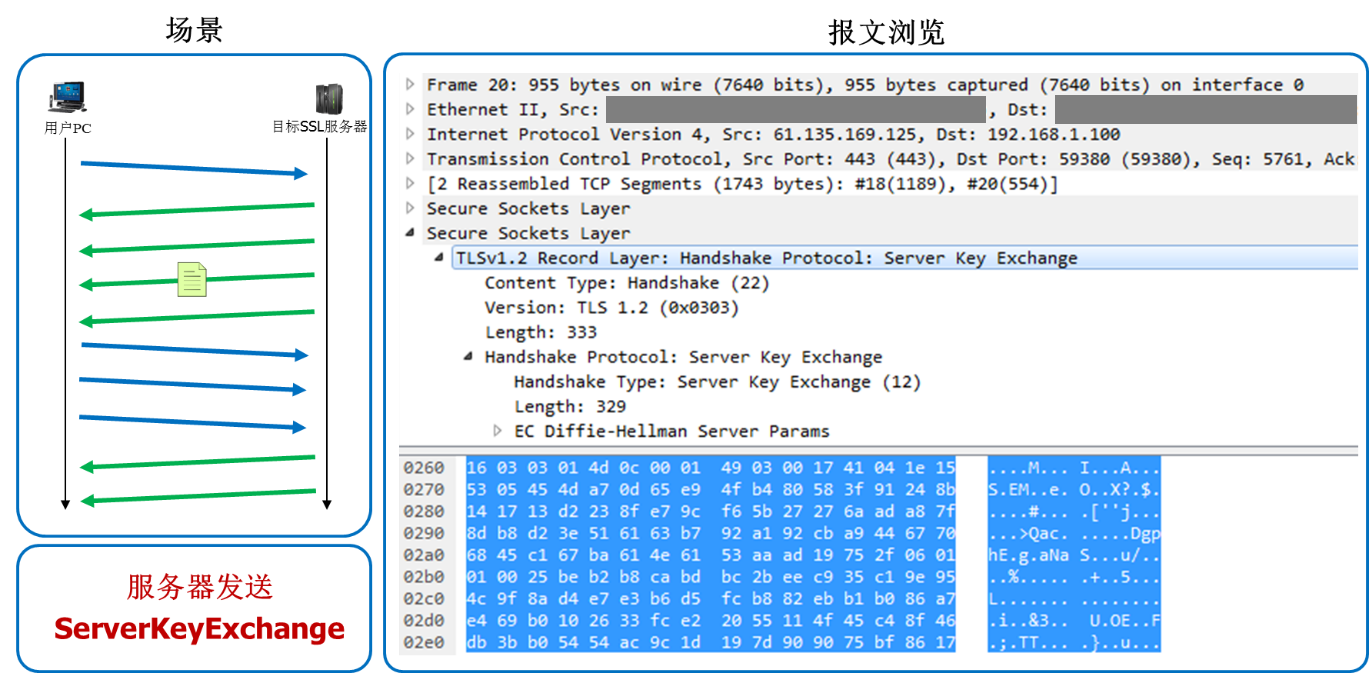 场景
用户PC
目标SSL服务器
服务器发送
ServerKeyExchange
报文浏览
Frame 20: 955 bytes on wire (7640 bits), 955 bytes captured (7640 bits) on interface 0
Ethernet II, Src: , Dst:
Internet Protocol Version 4, Src: 61.135.169.125, Dst: 192.168.1.100
Transmission Control Protocol, Src Port: 443 (443), Dst Port: 59380 (59380), Seq: 5761, Ack
[2 Reassembled TCP Segments (1743 bytes): #18(1189), #20(554)]
Secure Sockets Layer
Secure Sockets Layer
TLSv1.2 Record Layer: Handshake Protocol: Server Key Exchange
Content Type: Handshake (22)
Version: TLS 1.2 (0x0303)
Length: 333
Handshake Protocol: Server Key Exchange
Handshake Type: Server Key Exchange (12)
Length: 329
EC Diffie-Hellman Server Params
0260 16 03 03 01 4d 0c 00 01 49 03 00 17 41 04 1e 15 ....M... I...A...
0270 53 05 45 4d a7 0d 65 e9 4f b4 80 58 3f 91 24 8b S.EM..e. O..X?.$.
0280 14 17 13 d2 23 8f e7 9c f6 5b 27 27 6a ad a8 7f ....#... .[''j...
0290 8d b8 d2 3e 51 61 63 b7 92 a1 92 cb a9 44 67 70 ...>Qac. .....Dgp
02a0 68 45 c1 67 ba 61 4e 61 53 aa ad 19 75 2f 06 01 hE.g.aNa S...u/..
02b0 01 00 25 be b2 b8 ca bd bc 2b ee c9 35 c1 9e 95 ..%..... .+..5...
02c0 4c 9f 8a d4 e7 e3 b6 d5 fc b8 82 eb b1 b0 86 a7 L....... ........
02d0 e4 69 b0 10 26 33 fc e2 20 55 11 4f 45 c4 8f 46 .i..&3.. U.OE..F
02e0 db 3b b0 54 54 ac 9c 1d 19 7d 90 90 75 bf 86 17 .;.TT... .}..u...